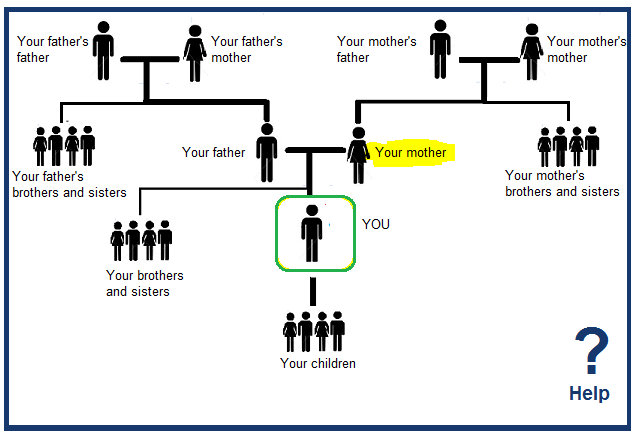 Your father's
father
Your father's
mother
Your mother's
father
Your mother's
mother
Your father
Your mother
Your father's
brothers and sisters
Your mother's
brothers and sisters
YOU
Your brothers
and sisters
Your children
?
Help